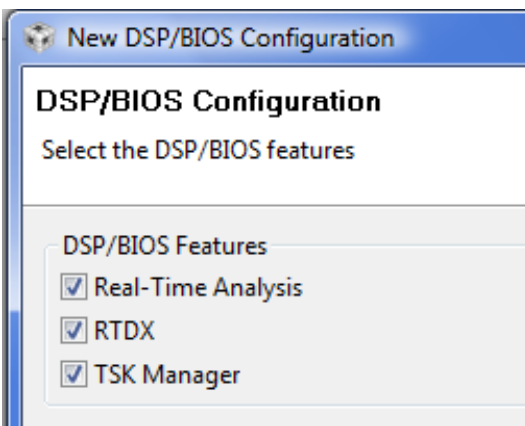 New DSP/BIOS Configuration
DSP/BIOS Configuration
Select the DSP/BIOS features
DSP/BIOS Features
Real-Time Analysis
RTDX
TSK Manager